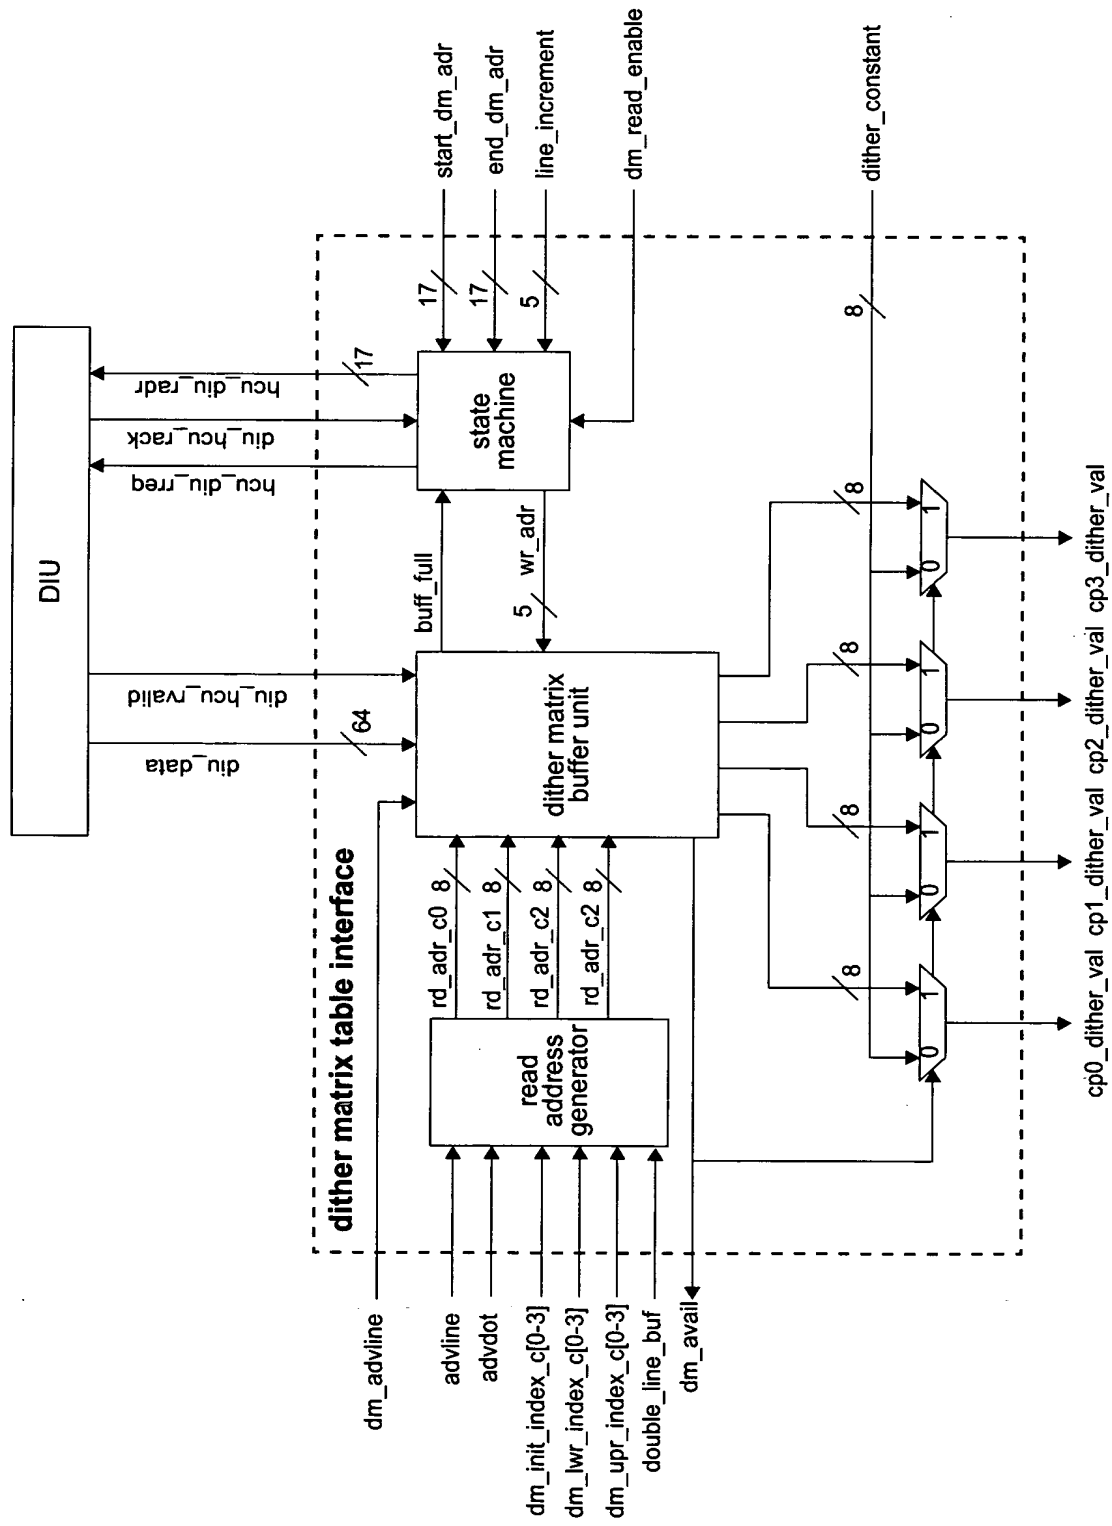 DIU
diu_data
64
diu_hcu_rvalid
hcu_diu_rreq
diu_hcu_rack
hcu_diu_radr
17
dither matrix table interface
dm_advline
advline
advdot
dm_init_index_c[0-3]
dm_lwr_index_c[0-3]
dm_upr_index_c[0-3]
double_line_buf
dm_avail
read
address
generator
rd_adr_c0
8
rd_adr_c1
8
rd_adr_c2
8
rd_adr_c2
8
dither matrix
buffer unit
buff_full
wr_adr
5
state
machine
17
start_dm_adr
17
end_dm_adr
5
line_increment
dm_read_enable
8
dither_constant
8
8
8
8
0 1
0 1
0 1
0 1
cp0_dither_val cp1_dither_val cp2_dither_val cp3_dither_val